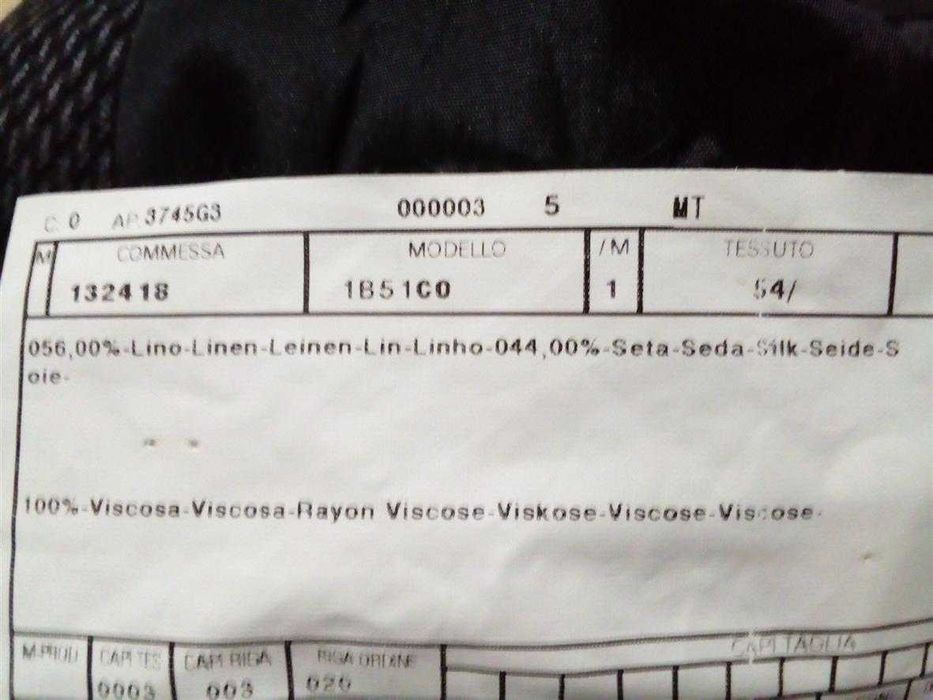 C. 0 AP 3745G3 000003 5 MT
M COMMESSA MODELLO /M TESSUTO
132418 1B51C0 1 54/
056,00%-Lino-Linen-Leinen-Lin-Linho-044,00%-Seta-Seda-Silk-Seide-S
oie-
100%-Viscosa-Viscosa-Rayon Viscose-Viskose-Viscose-Viscose-
M-PROD CAPI TES CAPI RIGA RIGA ORDINE CAPI TAGLIA
0003 003 020